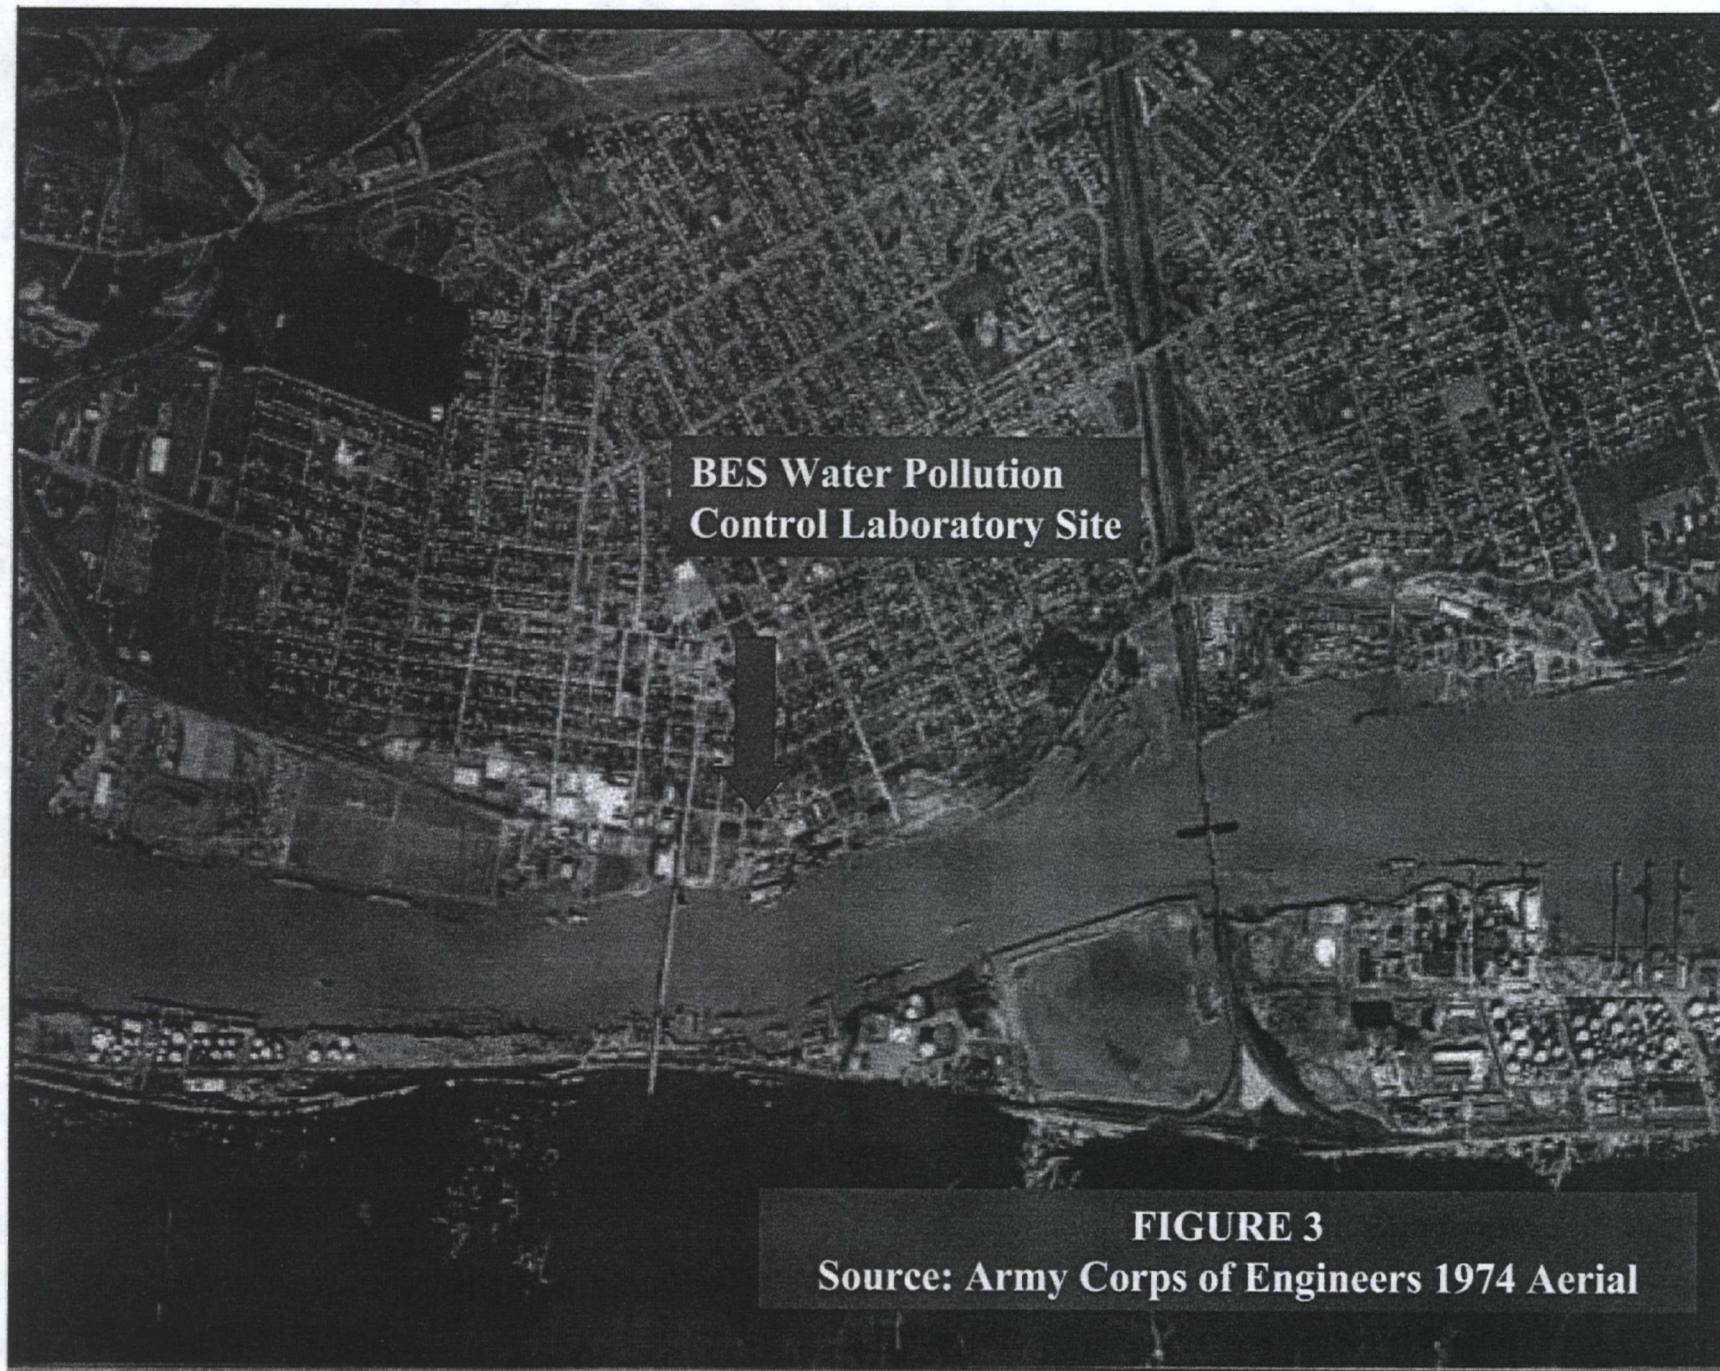 BES Water Pollution
Control Laboratory Site
FIGURE 3
Source: Army Corps of Engineers 1974 Aerial